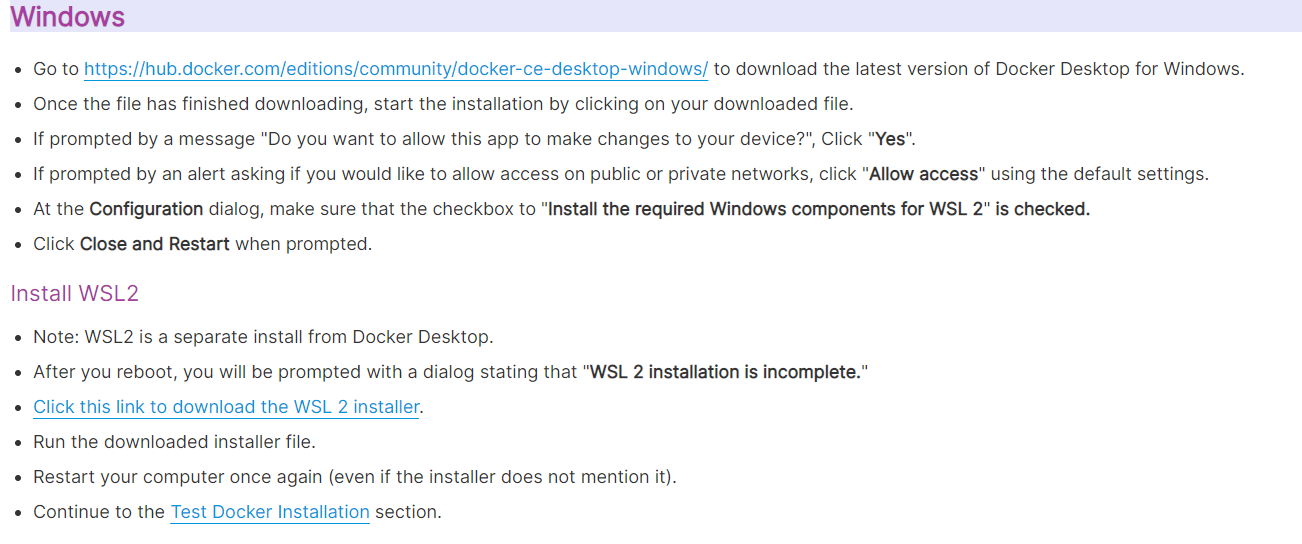 Windows
Go to https://hub.docker.com/editions/community/docker-ce-desktop-windows/ to download the latest version of Docker Desktop for Windows.
Once the file has finished downloading, start the installation by clicking on your downloaded file.
If prompted by a message "Do you want to allow this app to make changes to your device?", Click "Yes".
If prompted by an alert asking if you would like to allow access on public or private networks, click "Allow access" using the default settings.
At the Configuration dialog, make sure that the checkbox to "Install the required Windows components for WSL 2" is checked.
Click Close and Restart when prompted.
Install WSL2
Note: WSL2 is a separate install from Docker Desktop.
After you reboot, you will be prompted with a dialog stating that "WSL 2 installation is incomplete."
Click this link to download the WSL 2 installer.
Run the downloaded installer file.
Restart your computer once again (even if the installer does not mention it).
Continue to the Test Docker Installation section.